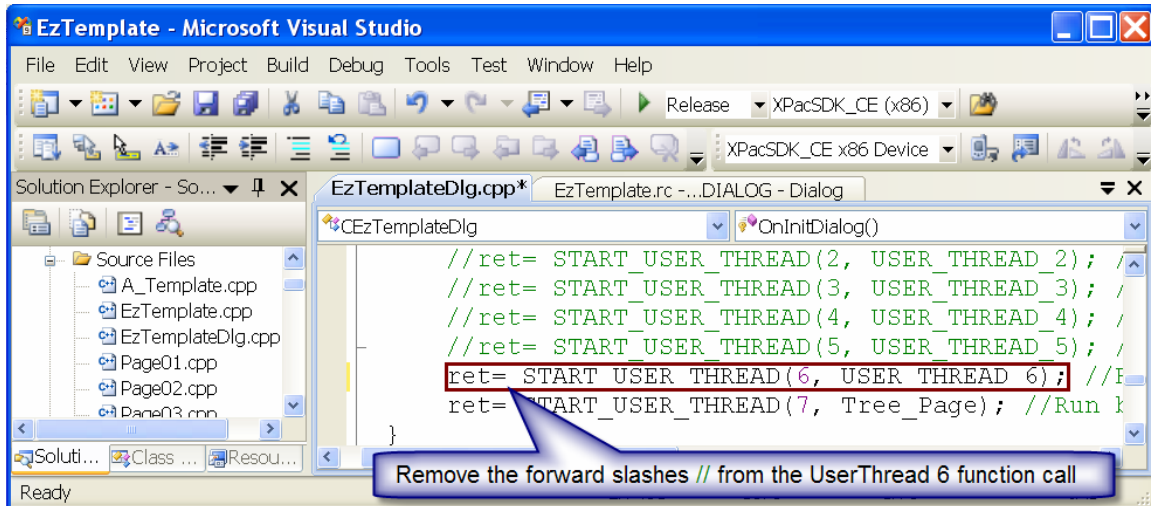 EzTemplate - Microsoft Visual Studio
File Edit View Project Build Debug Tools Test Window Help
Release XPacSDK_CE (x86)
XPacSDK_CE x86 Device
Solution Explorer - So...
EzTemplateDlg.cpp* EzTemplate.rc -...DIALOG - Dialog
CEzTemplateDlg OnInitDialog()
Source Files
A_Template.cpp
EzTemplate.cpp
EzTemplateDlg.cpp
Page01.cpp
Page02.cpp
Page03.cpp
//ret= START_USER_THREAD(2, USER_THREAD_2); /
//ret= START_USER_THREAD(3, USER_THREAD_3); /
//ret= START_USER_THREAD(4, USER_THREAD_4); /
//ret= START_USER_THREAD(5, USER_THREAD_5); /
ret= START_USER_THREAD(6, USER_THREAD_6); //
ret= START_USER_THREAD(7, Tree_Page); //Run
}
Soluti... Class ... Resou...
Remove the forward slashes // from the UserThread 6 function call
Ready